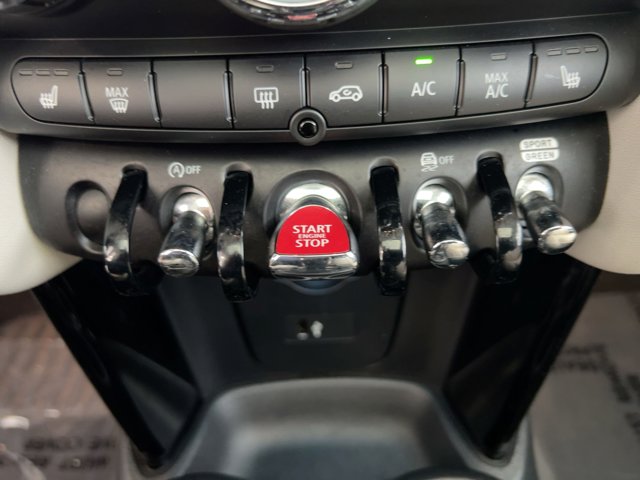 MAX
A/C
MAX
A/C
OFF
OFF
SPORT
GREEN
START
ENGINE
STOP